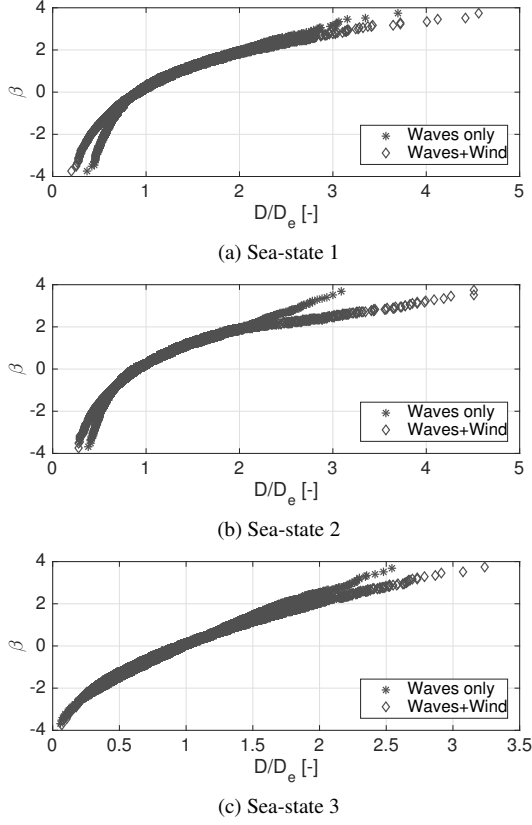 4
2
0
-2
-4
β
Waves only
Waves+Wind
0 1 2 3 4 5
D/D_e [-]
(a) Sea-state 1
4
2
0
-2
-4
β
Waves only
Waves+Wind
0 1 2 3 4 5
D/D_e [-]
(b) Sea-state 2
4
2
0
-2
-4
β
Waves only
Waves+Wind
0 0.5 1 1.5 2 2.5 3 3.5
D/D_e [-]
(c) Sea-state 3